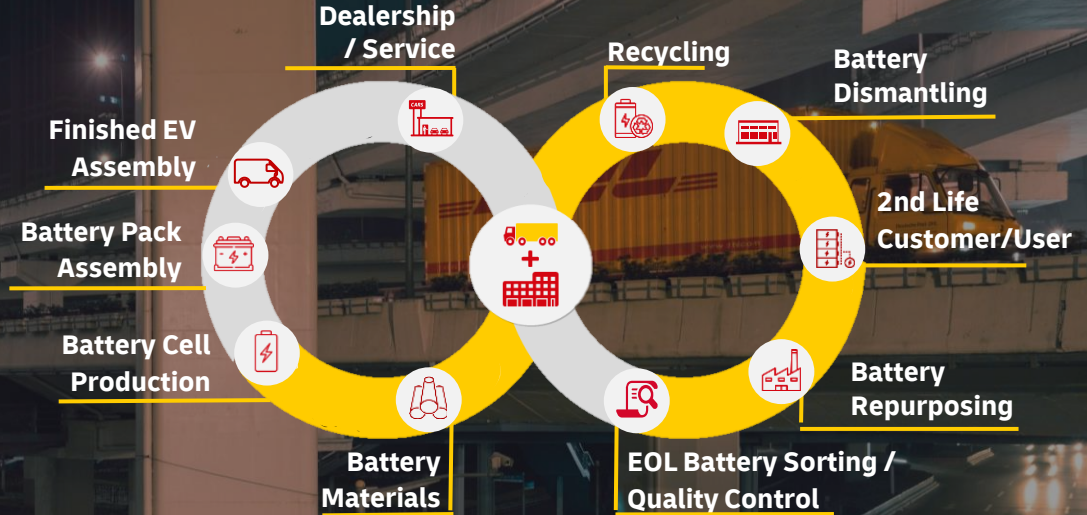 Dealership
/ Service
Recycling
Battery
Dismantling
Finished EV
Assembly
CARS
2nd Life
Customer/User
Battery Pack
Assembly
Battery Cell
Production
Battery
Repurposing
Battery
Materials
EOL Battery Sorting /
Quality Control